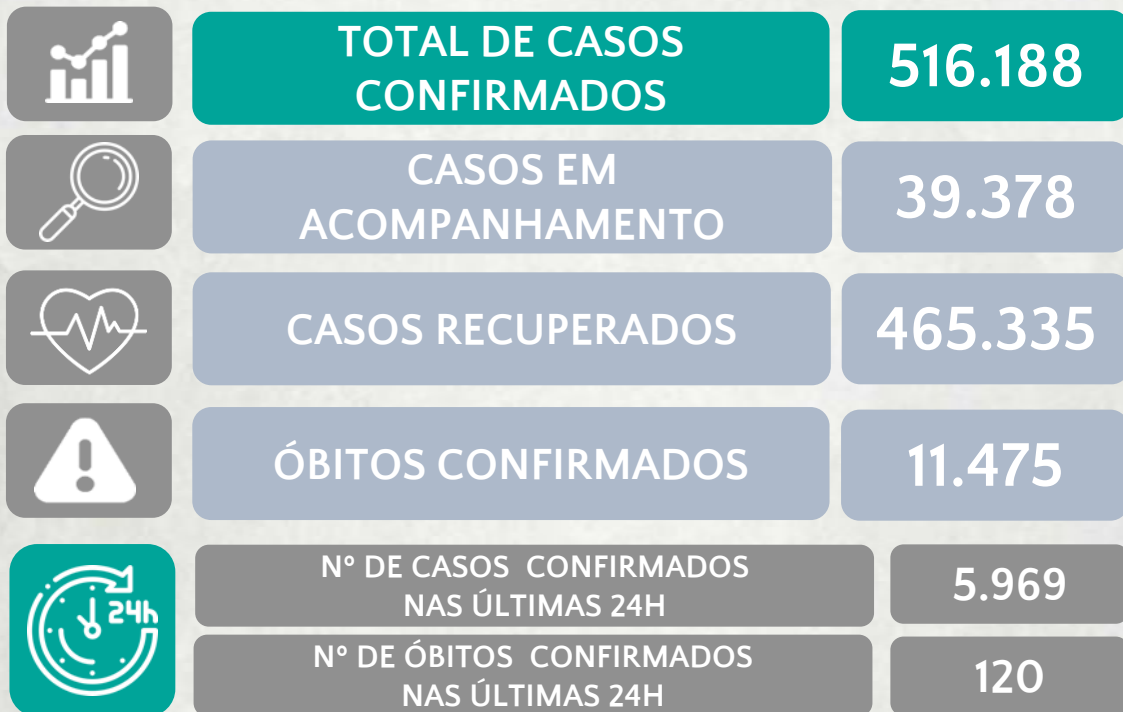 TOTAL DE CASOS
CONFIRMADOS
516.188
CASOS EM
ACOMPANHAMENTO
39.378
CASOS RECUPERADOS
465.335
ÓBITOS CONFIRMADOS
11.475
24h
Nº DE CASOS CONFIRMADOS
NAS ÚLTIMAS 24H
5.969
Nº DE ÓBITOS CONFIRMADOS
NAS ÚLTIMAS 24H
120